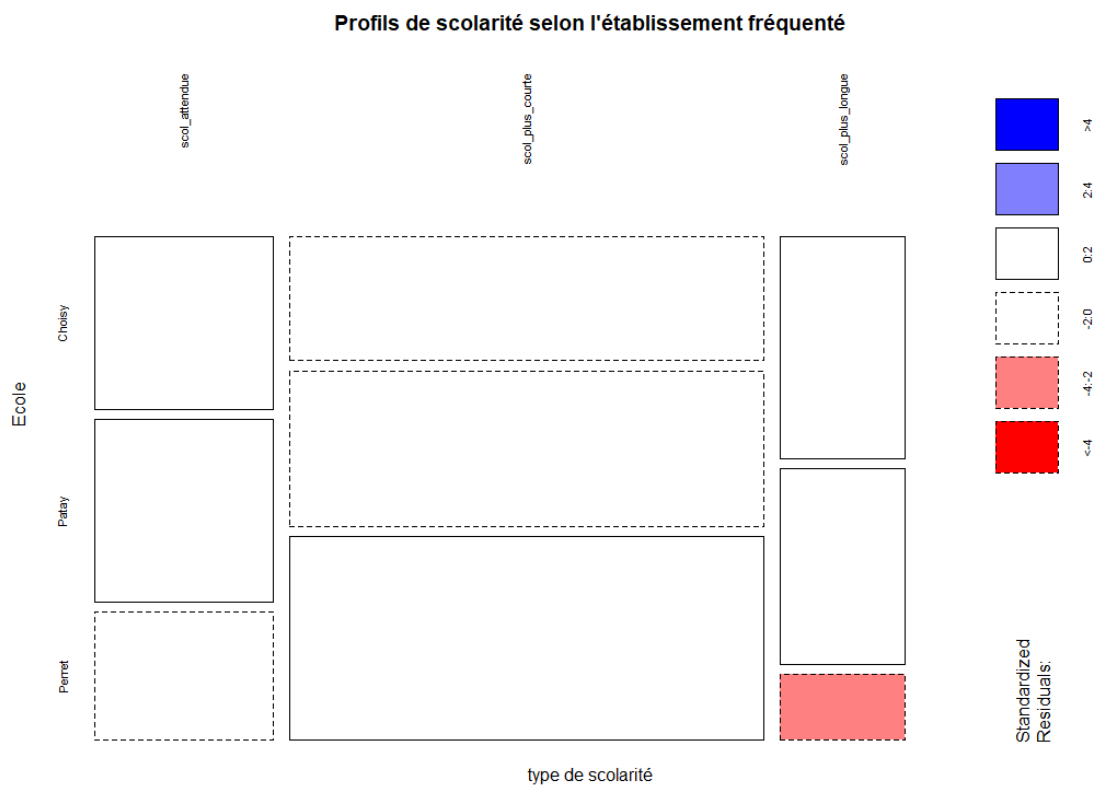 Profils de scolarité selon l'établissement fréquenté
scol_attendue
scol_plus_courte
scol_plus_longue
Ecole
Choisy
Patay
Perret
type de scolarité
>4
2:4
0:2
-2:0
-4:-2
<-4
Standardized
Residuals: